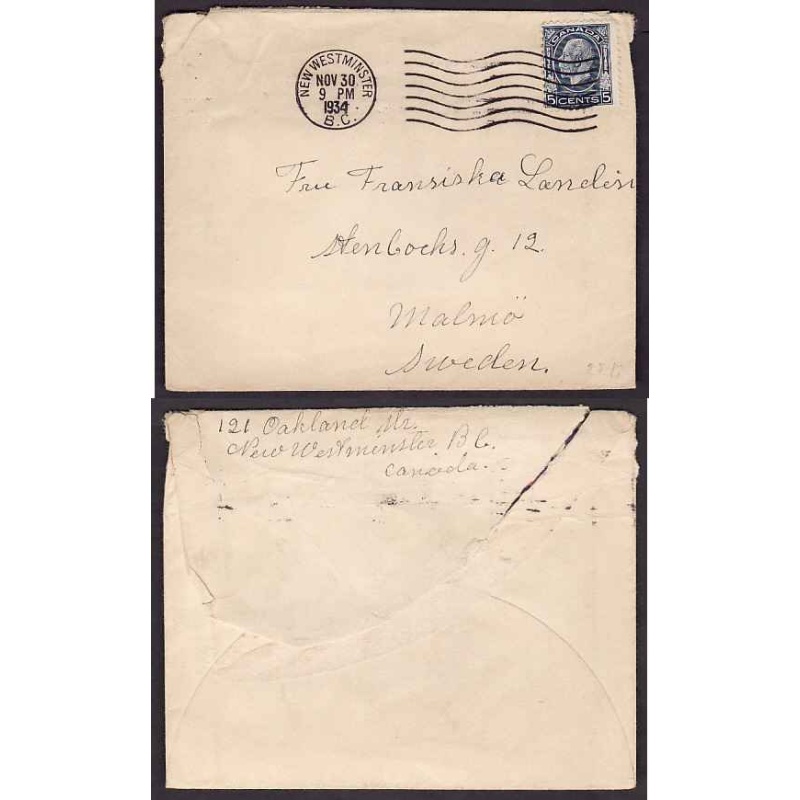 NEW WESTMINSTER
NOV 30
9 PM
1934
B.C.
CANADA
5 CENTS 5
Fru Fransiska Landin
Stenbocks. g. 12.
Malmö
Sweden.
121 Oakland Str.
New Westminster B C.
Canada.